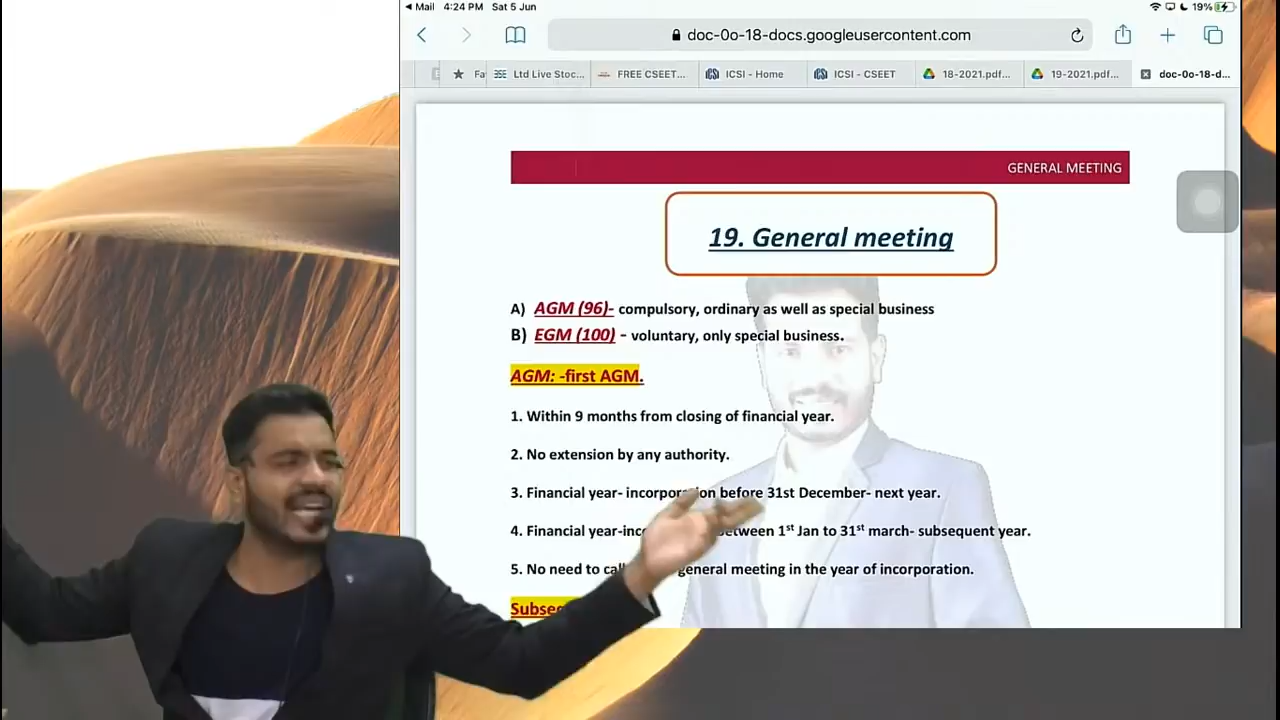 Mail 4:24 PM Sat 5 Jun 19%
doc-0o-18-docs.googleusercontent.com
Fa Ltd Live Stoc... FREE CSEET... ICSI - Home ICSI - CSEET 18-2021.pdf... 19-2021.pdf... doc-0o-18-d...
GENERAL MEETING
19. General meeting
A) AGM (96)- compulsory, ordinary as well as special business
B) EGM (100) - voluntary, only special business.
AGM: -first AGM.
1. Within 9 months from closing of financial year.
2. No extension by any authority.
3. Financial year- incorporation before 31st December- next year.
4. Financial year-inc between 1st Jan to 31st march- subsequent year.
5. No need to call general meeting in the year of incorporation.